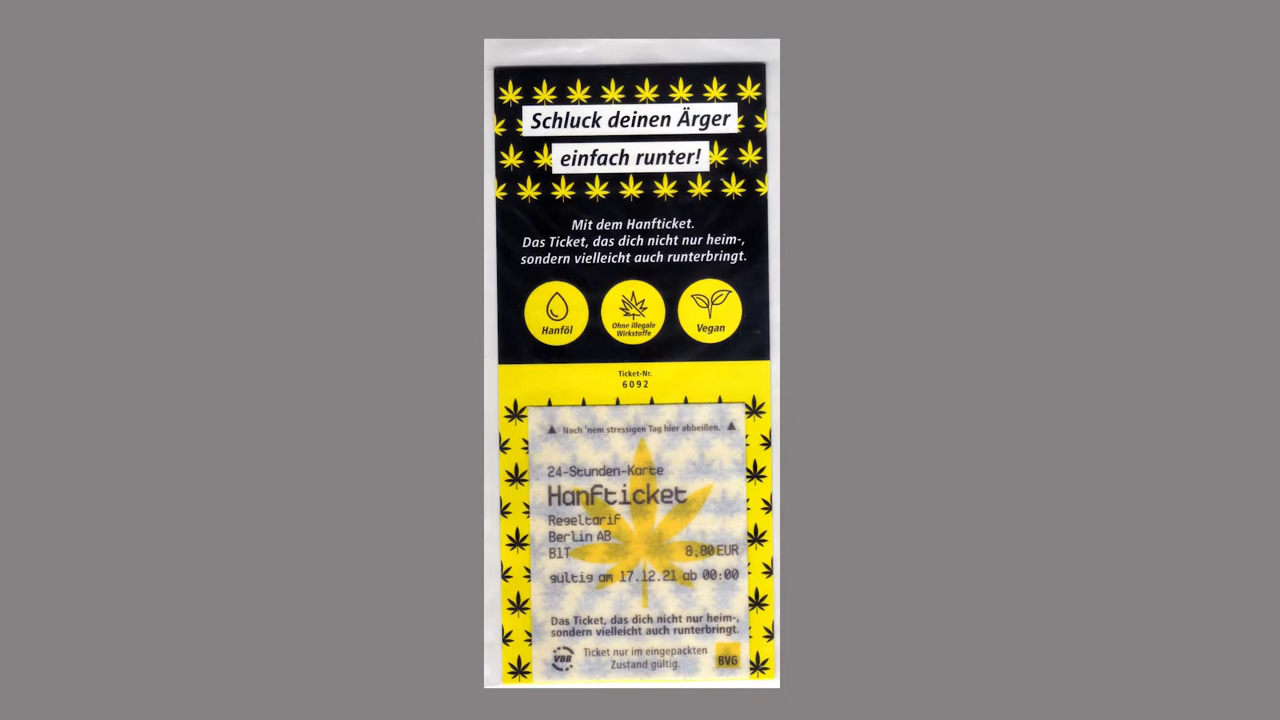 Schluck deinen Ärger
einfach runter!
Mit dem Hanfticket.
Das Ticket, das dich nicht nur heim-,
sondern vielleicht auch runterbringt.
Hanföl
Ohne illegale
Wirkstoffe
Vegan
Ticket-Nr.
6092
Nach 'nem stressigen Tag hier abbeißen.
24-Stunden-Karte
Hanfticket
Regeltarif
Berlin AB
B1T 8,80 EUR
gültig am 17.12.21 ab 00:00
Das Ticket, das dich nicht nur heim-,
sondern vielleicht auch runterbringt.
VBB
Ticket nur im eingepackten
Zustand gültig.
BVG